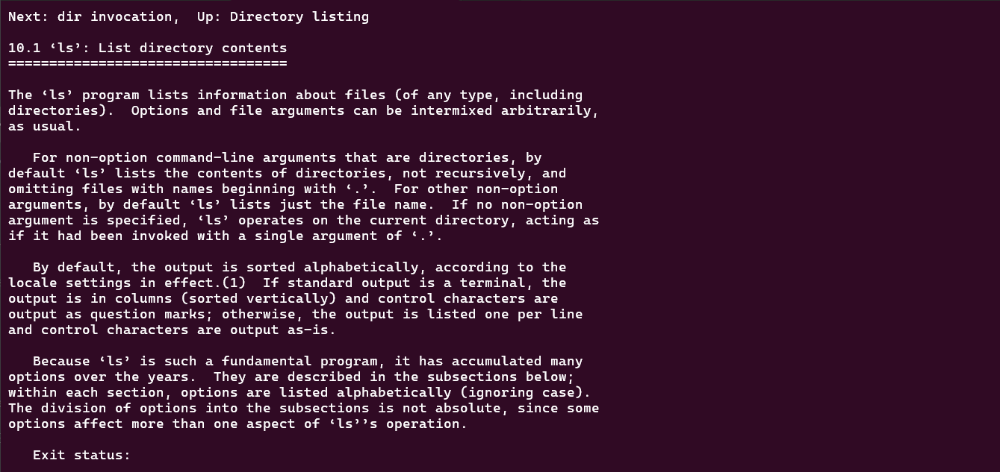 Next: dir invocation,  Up: Directory listing
10.1 ‘ls’: List directory contents
==================================
The ‘ls’ program lists information about files (of any type, including
directories).  Options and file arguments can be intermixed arbitrarily,
as usual.
   For non-option command-line arguments that are directories, by
default ‘ls’ lists the contents of directories, not recursively, and
omitting files with names beginning with ‘.’.  For other non-option
arguments, by default ‘ls’ lists just the file name.  If no non-option
argument is specified, ‘ls’ operates on the current directory, acting as
if it had been invoked with a single argument of ‘.’.
   By default, the output is sorted alphabetically, according to the
locale settings in effect.(1)  If standard output is a terminal, the
output is in columns (sorted vertically) and control characters are
output as question marks; otherwise, the output is listed one per line
and control characters are output as-is.
   Because ‘ls’ is such a fundamental program, it has accumulated many
options over the years.  They are described in the subsections below;
within each section, options are listed alphabetically (ignoring case).
The division of options into the subsections is not absolute, since some
options affect more than one aspect of ‘ls’’s operation.
   Exit status: